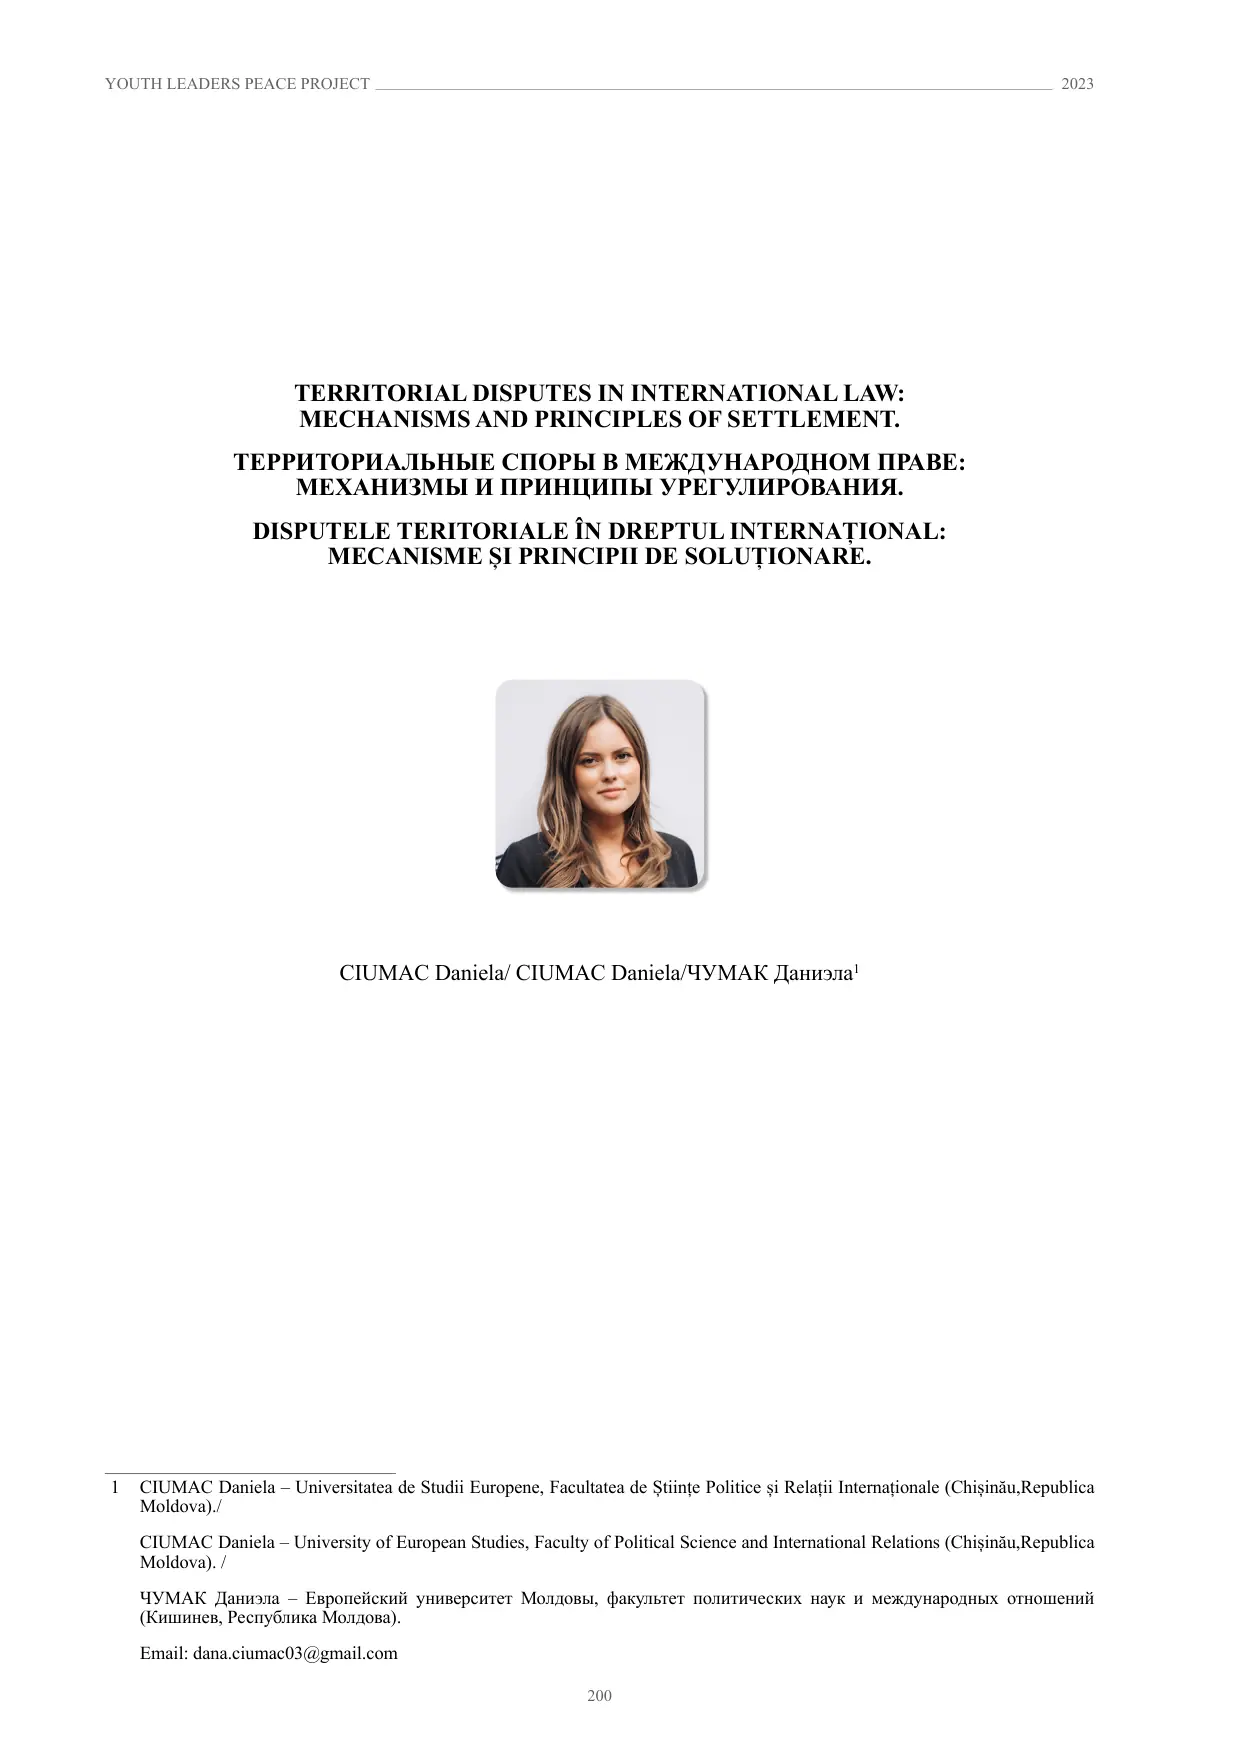 YOUTH LEADERS PEACE PROJECT 2023
TERRITORIAL DISPUTES IN INTERNATIONAL LAW:
MECHANISMS AND PRINCIPLES OF SETTLEMENT.
ТЕРРИТОРИАЛЬНЫЕ СПОРЫ В МЕЖДУНАРОДНОМ ПРАВЕ:
МЕХАНИЗМЫ И ПРИНЦИПЫ УРЕГУЛИРОВАНИЯ.
DISPUTELE TERITORIALE ÎN DREPTUL INTERNAȚIONAL:
MECANISME ȘI PRINCIPII DE SOLUȚIONARE.
CIUMAC Daniela/ CIUMAC Daniela/ЧУМАК Даниэла1
1 CIUMAC Daniela – Universitatea de Studii Europene, Facultatea de Științe Politice și Relații Internaționale (Chișinău,Republica
Moldova)./
CIUMAC Daniela – University of European Studies, Faculty of Political Science and International Relations (Chișinău,Republica
Moldova). /
ЧУМАК Даниэла – Европейский университет Молдовы, факультет политических наук и международных отношений
(Кишинев, Республика Молдова).
Email: dana.ciumac03@gmail.com
200